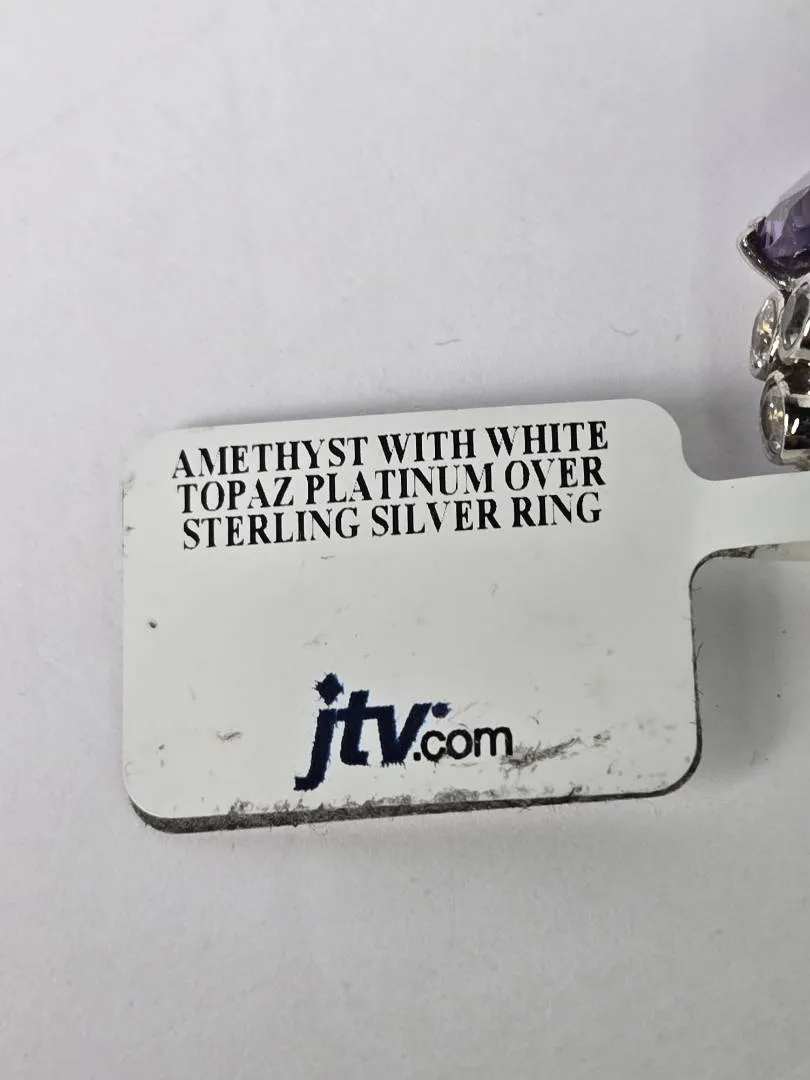 AMETHYST WITH WHITE
TOPAZ PLATINUM OVER
STERLING SILVER RING
jtv.com